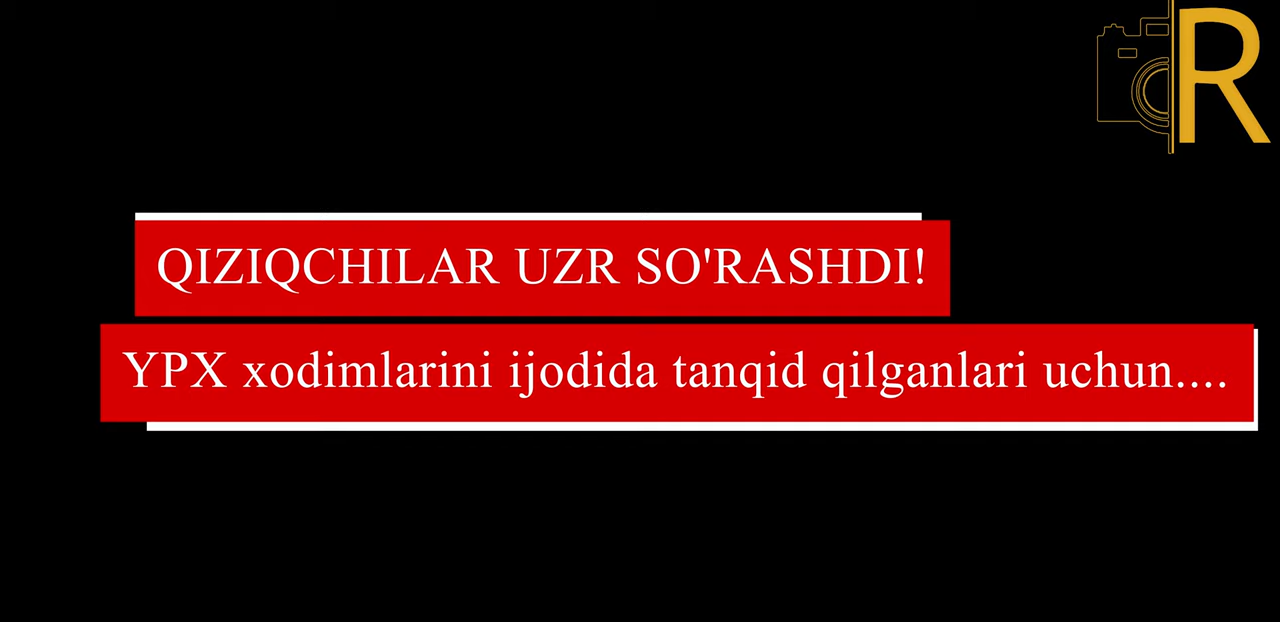 R
QIZIQCHILAR UZR SO'RASHDI!
YPX xodimlarini ijodida tanqid qilganlari uchun....